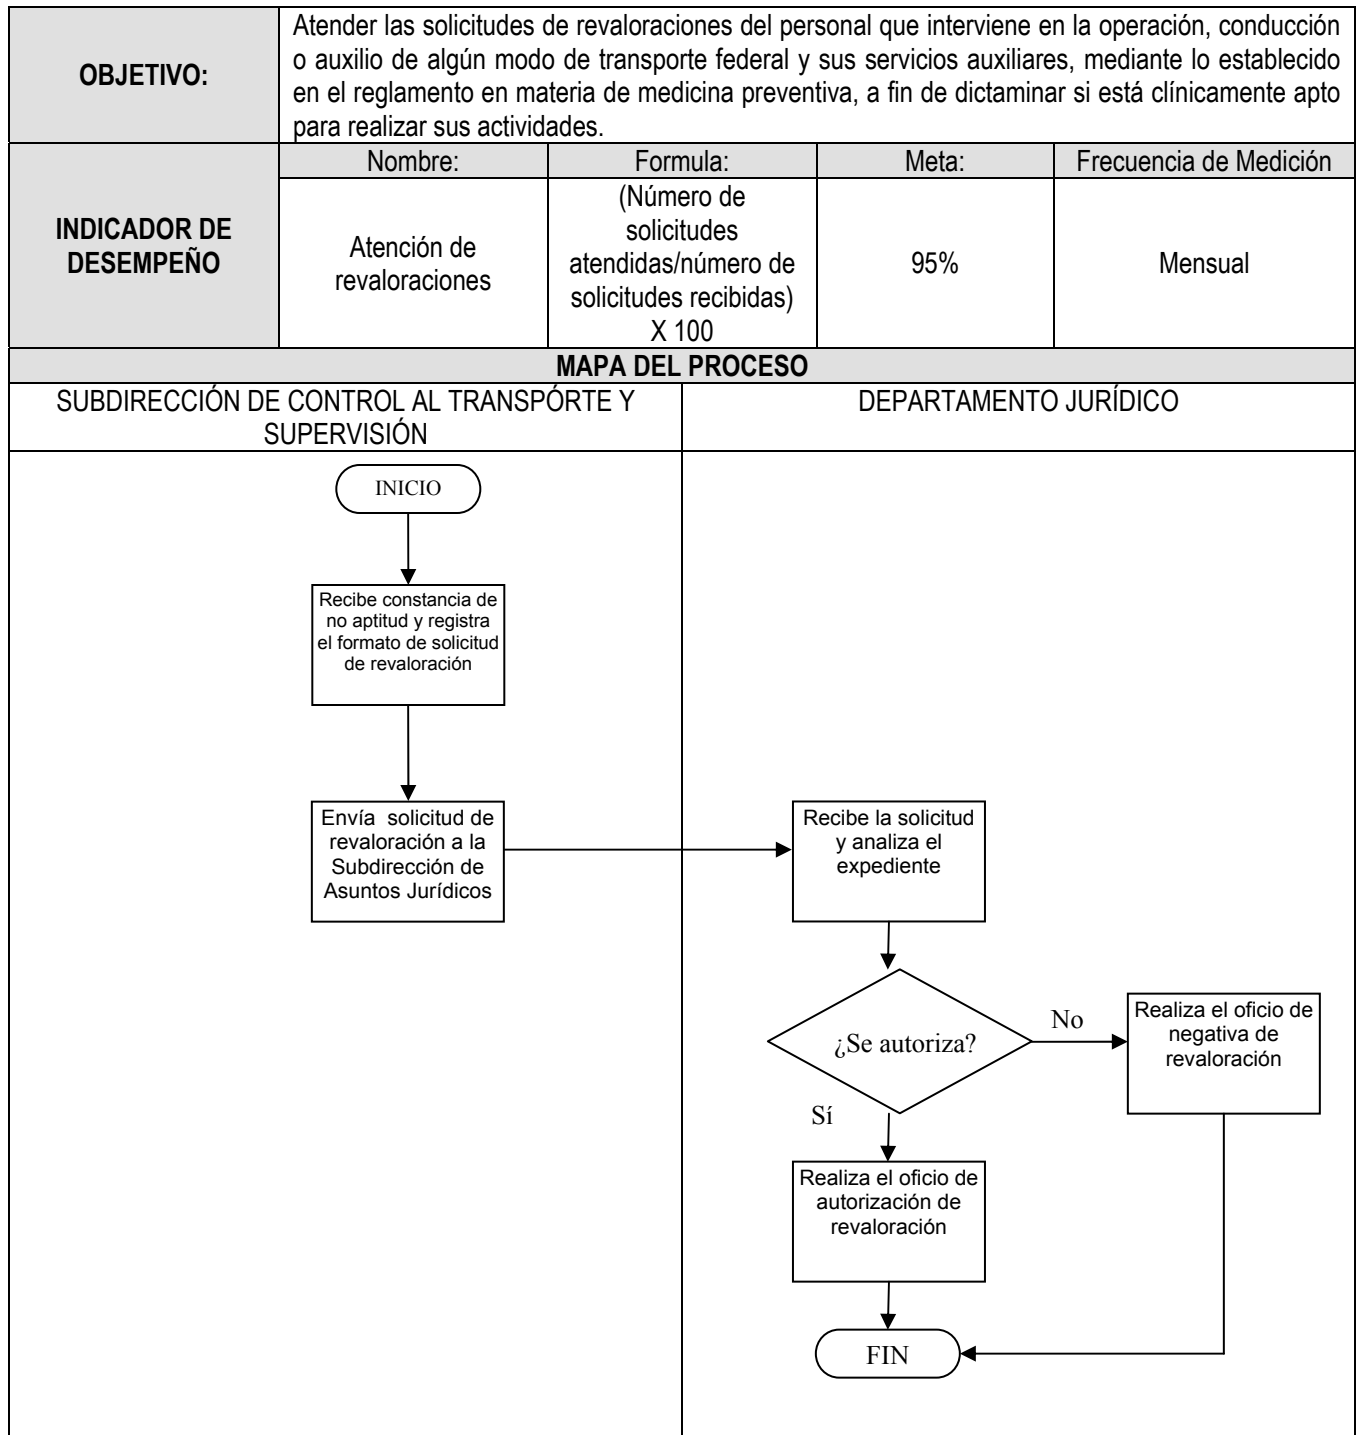 OBJETIVO:
Atender las solicitudes de revaloraciones del personal que interviene en la operación, conducción
o auxilio de algún modo de transporte federal y sus servicios auxiliares, mediante lo establecido
en el reglamento en materia de medicina preventiva, a fin de dictaminar si está clínicamente apto
para realizar sus actividades.
INDICADOR DE
DESEMPEÑO
Nombre:
Formula:
Meta:
Frecuencia de Medición
Atención de
revaloraciones
(Número de
solicitudes
atendidas/número de
solicitudes recibidas)
X 100
95%
Mensual
MAPA DEL PROCESO
SUBDIRECCIÓN DE CONTROL AL TRANSPÓRTE Y
SUPERVISIÓN
DEPARTAMENTO JURÍDICO
INICIO
Recibe constancia de
no aptitud y registra
el formato de solicitud
de revaloración
Envía solicitud de
revaloración a la
Subdirección de
Asuntos Jurídicos
Recibe la solicitud
y analiza el
expediente
¿Se autoriza?
No
Realiza el oficio de
negativa de
revaloración
Sí
Realiza el oficio de
autorización de
revaloración
FIN